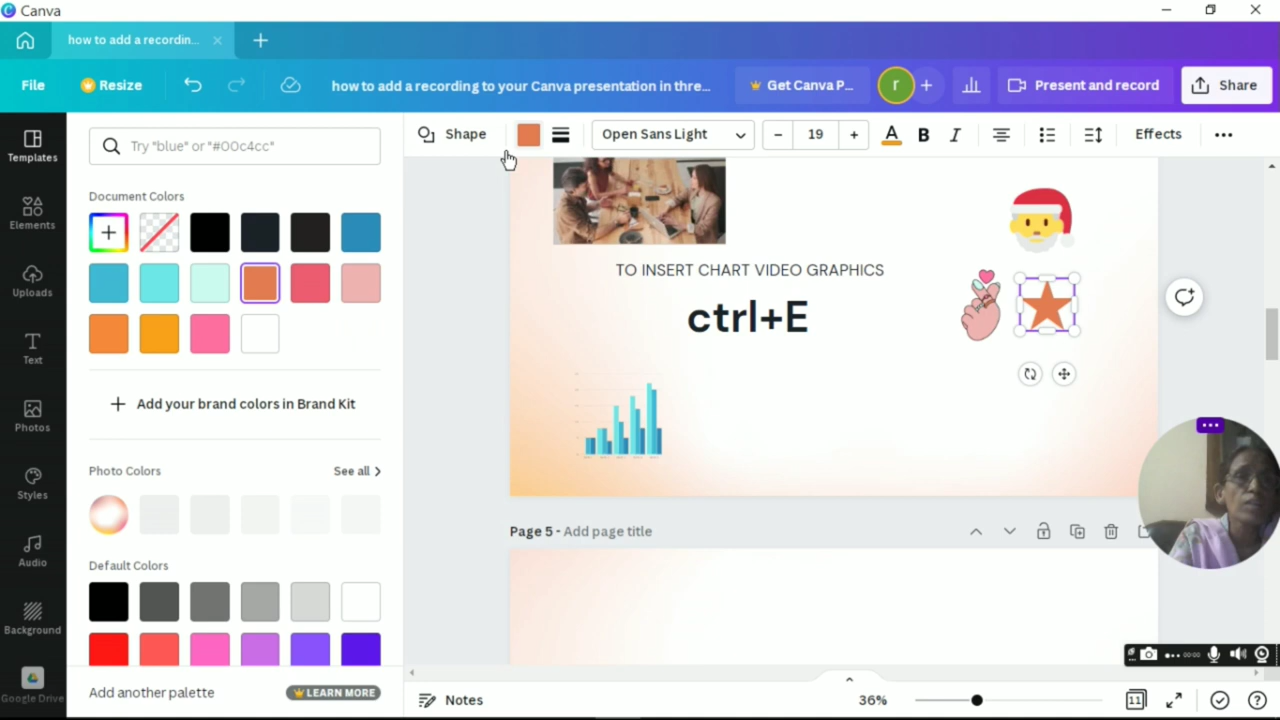 Canva
how to add a recordin...
File
Resize
how to add a recording to your Canva presentation in thre...
Get Canva P...
r
Present and record
Share
Templates
Elements
Uploads
Text
Photos
Styles
Audio
Background
Google Drive
Try "blue" or "#00c4cc"
Document Colors
Add your brand colors in Brand Kit
Photo Colors
See all
Default Colors
Add another palette
LEARN MORE
Shape
Open Sans Light
19
A
B
I
Effects
TO INSERT CHART VIDEO GRAPHICS
ctrl+E
Page 5 - Add page title
00:00
Notes
36%
11